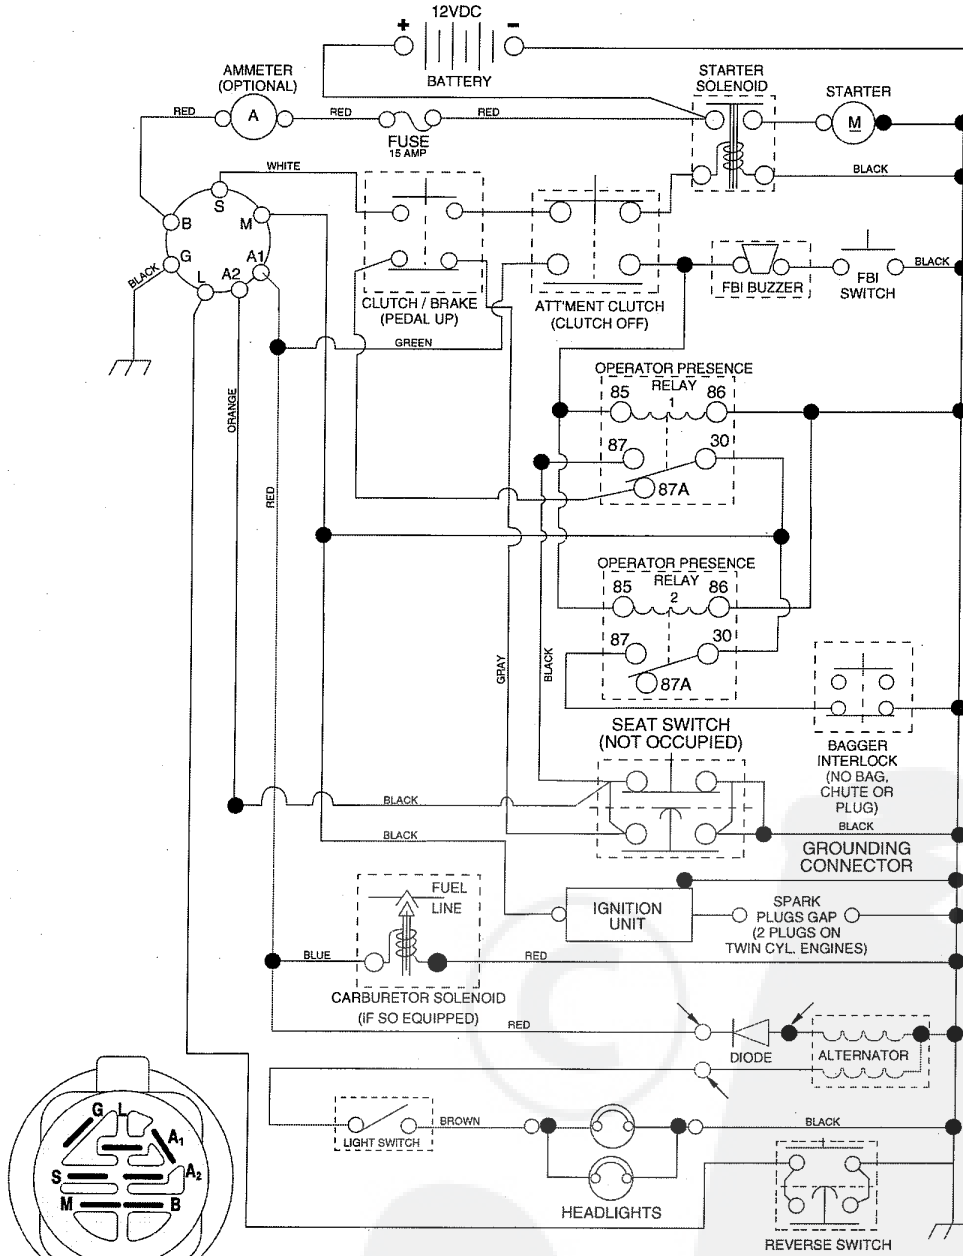 12VDC
+
-
BATTERY
AMMETER
(OPTIONAL)
RED
A
RED
FUSE
15 AMP
RED
STARTER
SOLENOID
STARTER
M
BLACK
WHITE
S
B
M
G
A1
L
A2
BLACK
CLUTCH / BRAKE
(PEDAL UP)
ATT'MENT CLUTCH
(CLUTCH OFF)
FBI BUZZER
FBI
SWITCH
BLACK
GREEN
ORANGE
RED
OPERATOR PRESENCE
RELAY
1
85
86
87
30
87A
OPERATOR PRESENCE
RELAY
2
85
86
87
30
87A
GRAY
BLACK
BAGGER
INTERLOCK
(NO BAG,
CHUTE OR
PLUG)
SEAT SWITCH
(NOT OCCUPIED)
BLACK
BLACK
BLACK
GROUNDING
CONNECTOR
FUEL
LINE
IGNITION
UNIT
SPARK
PLUGS GAP
(2 PLUGS ON
TWIN CYL. ENGINES)
BLUE
RED
CARBURETOR SOLENOID
(IF SO EQUIPPED)
RED
DIODE
ALTERNATOR
LIGHT SWITCH
BROWN
BLACK
HEADLIGHTS
REVERSE SWITCH
G
L
A1
A2
S
M
B
©